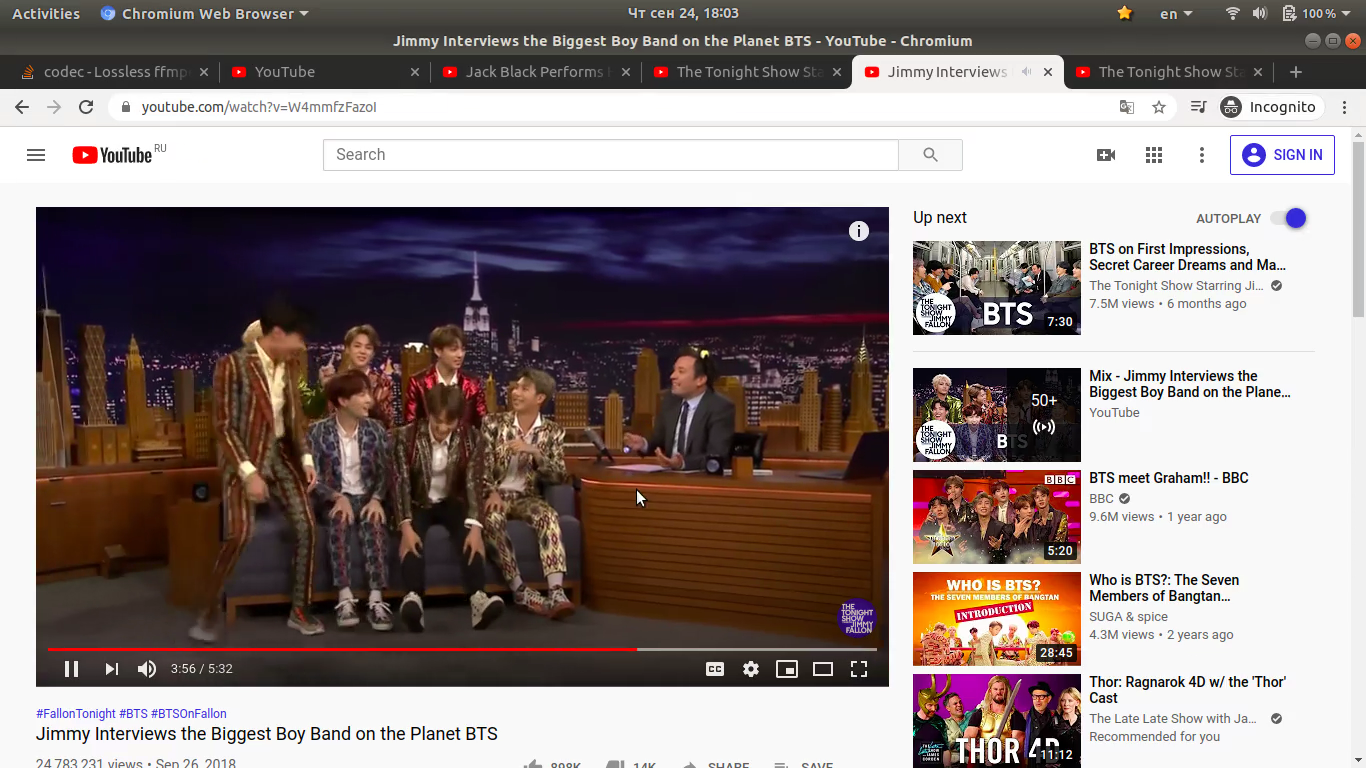 Activities Chromium Web Browser Чт сен 24, 18:03 en 100%
Jimmy Interviews the Biggest Boy Band on the Planet BTS - YouTube - Chromium
codec - Lossless ffmp YouTube Jack Black Performs The Tonight Show Sta Jimmy Interviews The Tonight Show Sta
youtube.com/watch?v=W4mmfzFazoI Incognito
YouTube RU Search SIGN IN
Up next AUTOPLAY
BTS on First Impressions,
Secret Career Dreams and Ma...
The Tonight Show Starring Ji...
7.5M views • 6 months ago
THE TONIGHT SHOW JIMMY FALLON BTS 7:30
Mix - Jimmy Interviews the
Biggest Boy Band on the Plane...
YouTube
50+
THE TONIGHT SHOW JIMMY FALLON BTS
BTS meet Graham!! - BBC
BBC
9.6M views • 1 year ago
BBC
5:20
Who is BTS?: The Seven
Members of Bangtan...
SUGA & spice
4.3M views • 2 years ago
WHO IS BTS?
THE SEVEN MEMBERS OF BANGTAN
INTRODUCTION
28:45
Thor: Ragnarok 4D w/ the 'Thor'
Cast
The Late Late Show with Ja...
Recommended for you
THOR 4D 11:12
THE
TONIGHT
SHOW
JIMMY
FALLON
3:56 / 5:32 CC
#FallonTonight #BTS #BTSOnFallon
Jimmy Interviews the Biggest Boy Band on the Planet BTS
24,783,231 views • Sep 26, 2018 898K 14K SHARE SAVE